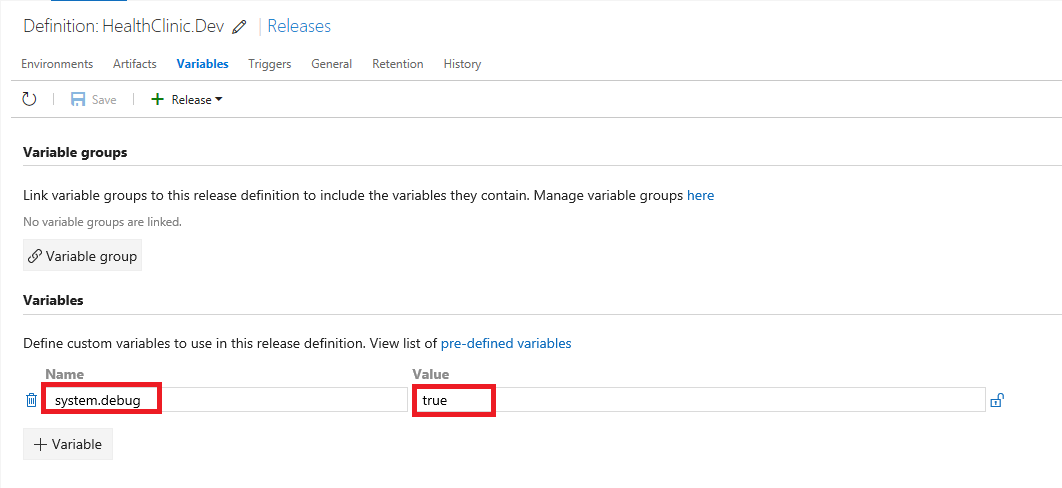 Definition: HealthClinic.Dev | Releases
Environments Artifacts Variables Triggers General Retention History
Save + Release
Variable groups
Link variable groups to this release definition to include the variables they contain. Manage variable groups here
No variable groups are linked.
Variable group
Variables
Define custom variables to use in this release definition. View list of pre-defined variables
Name Value
system.debug true
+ Variable